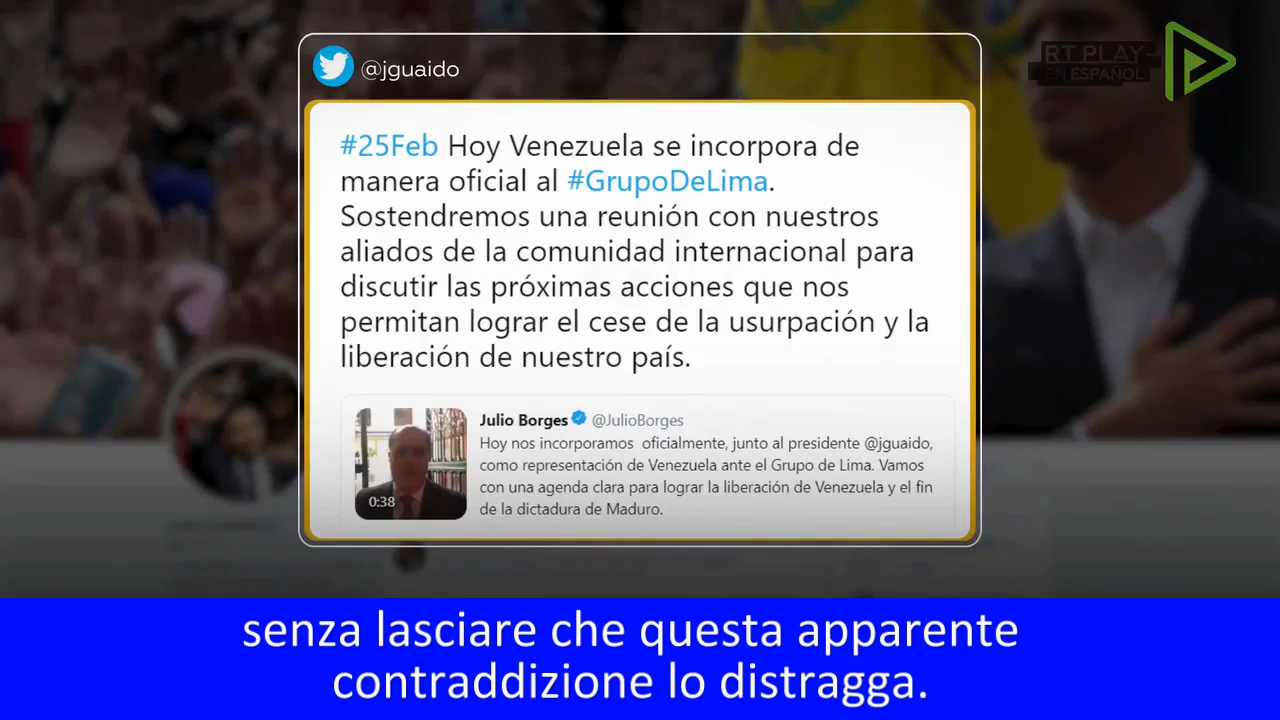 @jguaido
RT PLAY
EN ESPAÑOL
#25Feb Hoy Venezuela se incorpora de
manera oficial al #GrupoDeLima.
Sostendremos una reunión con nuestros
aliados de la comunidad internacional para
discutir las próximas acciones que nos
permitan lograr el cese de la usurpación y la
liberación de nuestro país.
Julio Borges @JulioBorges
Hoy nos incorporamos oficialmente, junto al presidente @jguaido,
como representación de Venezuela ante el Grupo de Lima. Vamos
con una agenda clara para lograr la liberación de Venezuela y el fin
de la dictadura de Maduro.
0:38
senza lasciare che questa apparente
contraddizione lo distragga.